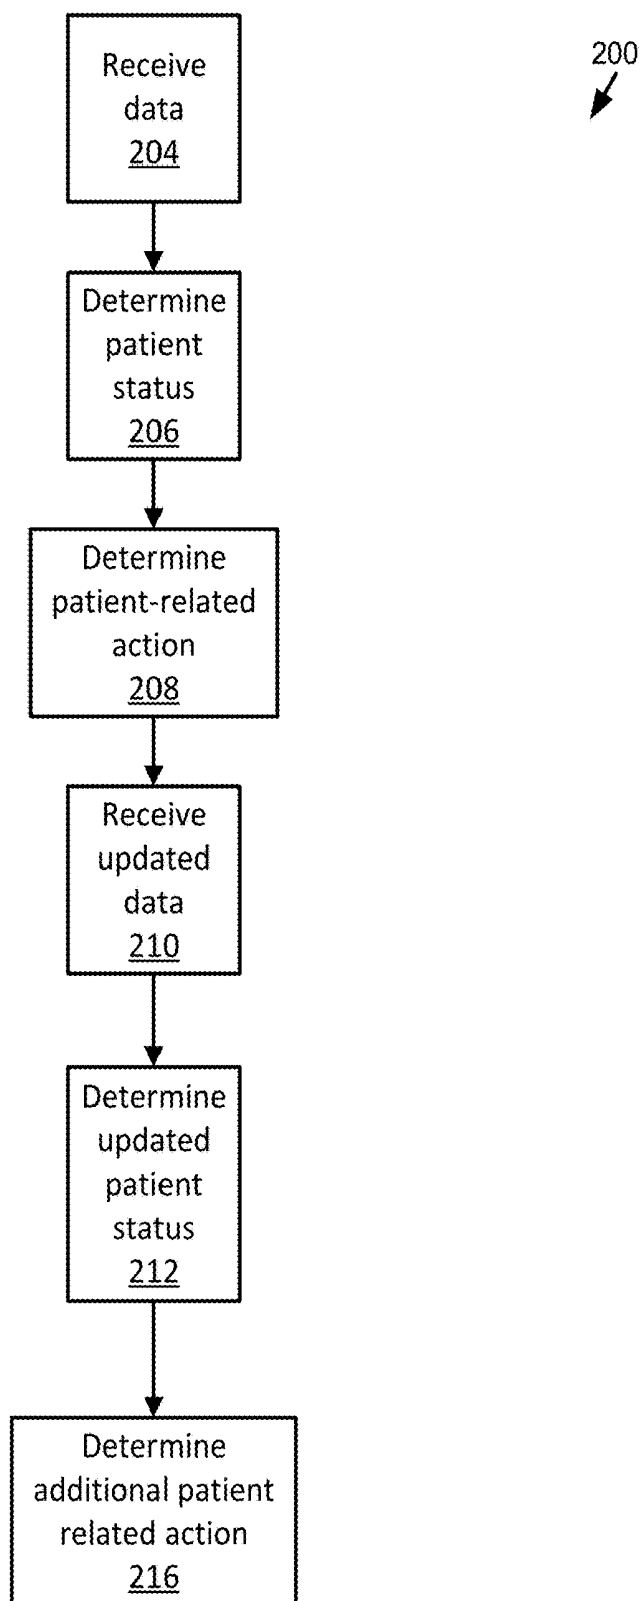 200
Receive
data
204
Determine
patient
status
206
Determine
patient-related
action
208
Receive
updated
data
210
Determine
updated
patient
status
212
Determine
additional patient
related action
216